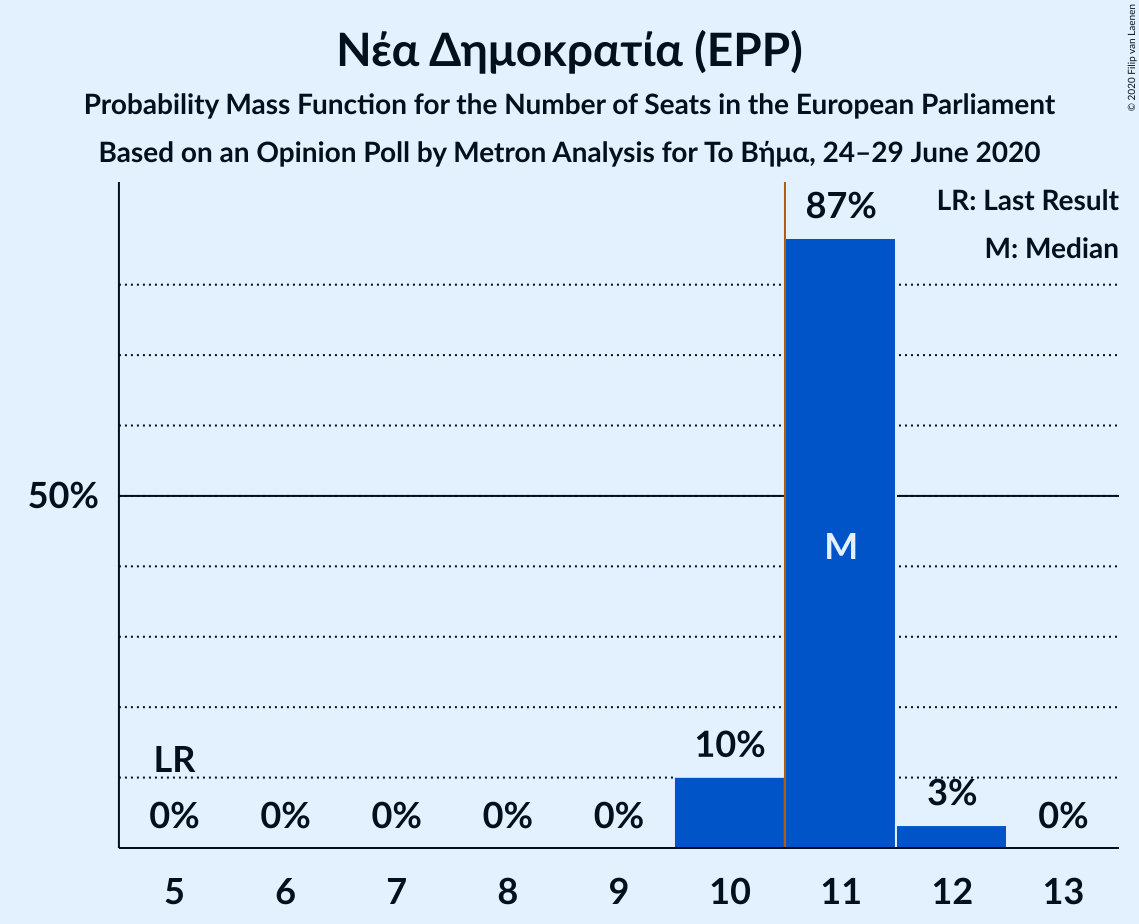 Νέα Δημοκρατία (EPP)
Probability Mass Function for the Number of Seats in the European Parliament
Based on an Opinion Poll by Metron Analysis for Το Βήμα, 24–29 June 2020
© 2020 Filip van Laenen
LR: Last Result
M: Median
87%
50%
M
LR
10%
3%
0% 0% 0% 0% 0% 0%
5 6 7 8 9 10 11 12 13